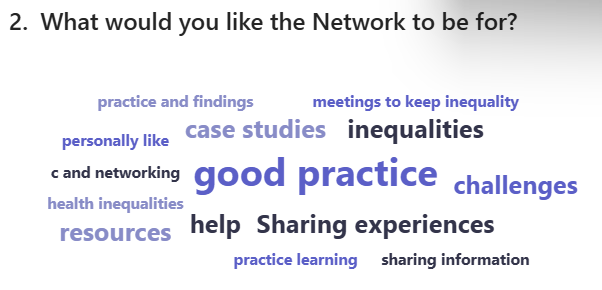 2. What would you like the Network to be for?
practice and findings meetings to keep inequality
personally like case studies inequalities
c and networking good practice challenges
health inequalities
resources help Sharing experiences
practice learning sharing information